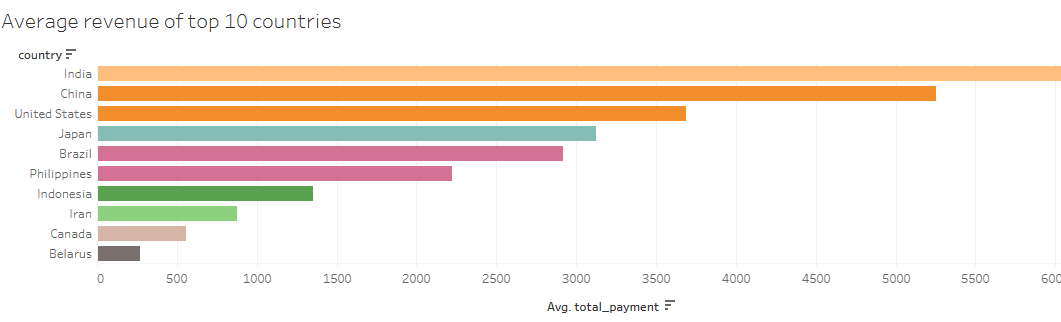 Average revenue of top 10 countries
country
India
China
United States
Japan
Brazil
Philippines
Indonesia
Iran
Canada
Belarus
0 500 1000 1500 2000 2500 3000 3500 4000 4500 5000 5500 600
Avg. total_payment